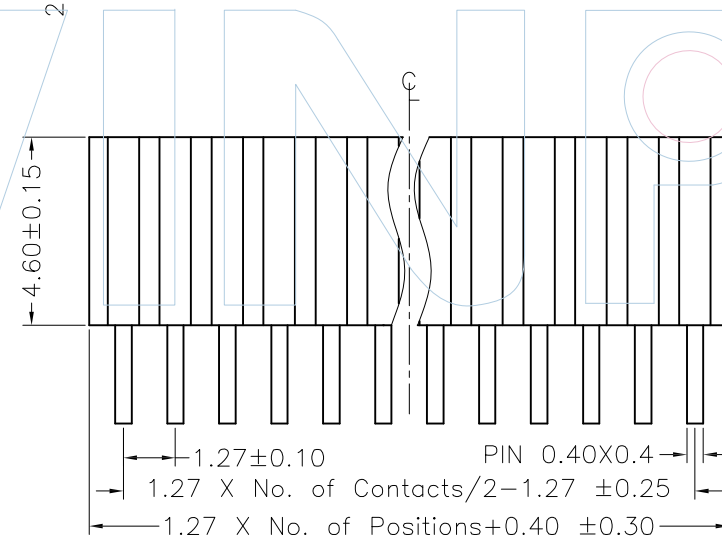 2
℄
4.60±0.15
1.27±0.10
PIN 0.40X0.4
1.27 X No. of Contacts/2-1.27 ±0.25
1.27 X No. of Positions+0.40 ±0.30